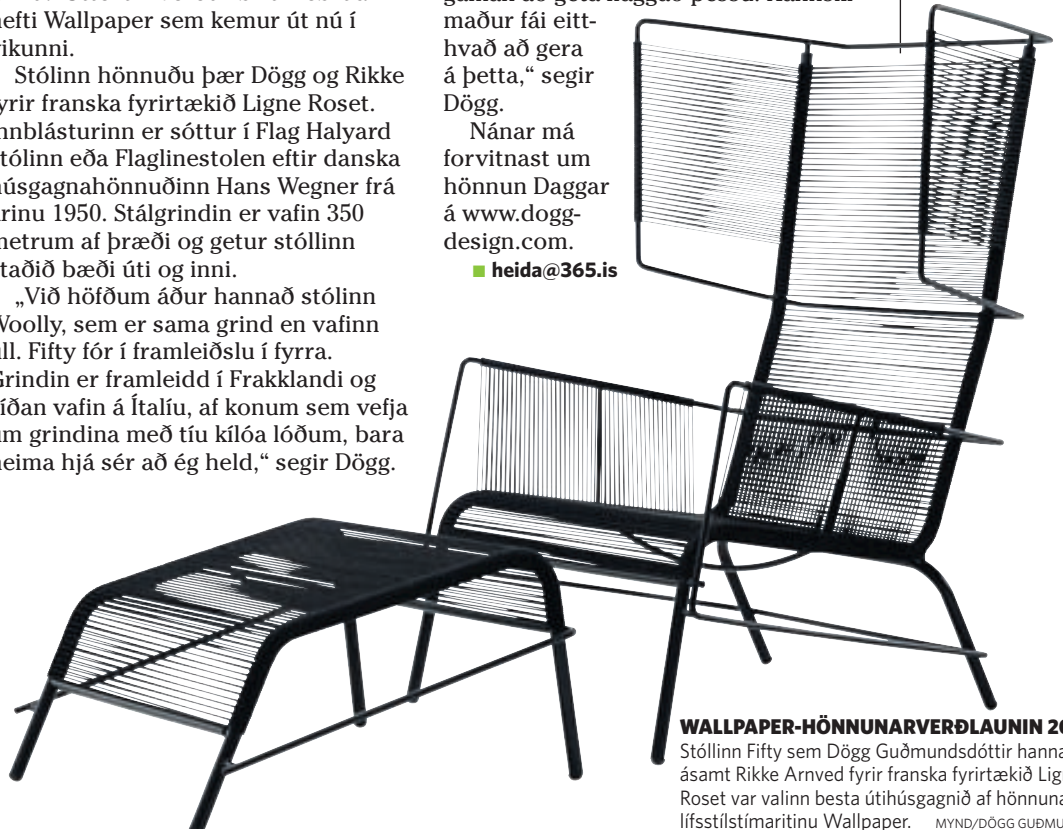 hefti Wallpaper sem kemur út nú í
vikunni.
Stólinn hönnuðu þær Dögg og Rikke
fyrir franska fyrirtækið Ligne Roset.
nnblásturinn er sóttur í Flag Halyard
tólinn eða Flaglinestolen eftir danska
húsgagnahönnuðinn Hans Wegner frá
árinu 1950. Stálgrindin er vafin 350
metrum af þræði og getur stóllinn
taðið bæði úti og inni.
„Við höfðum áður hannað stólinn
Woolly, sem er sama grind en vafinn
ull. Fifty fór í framleiðslu í fyrra.
Grindin er framleidd í Frakklandi og
íðan vafin á Ítalíu, af konum sem vefja
um grindina með tíu kílóa lóðum, bara
heima hjá sér að ég held,“ segir Dögg.
maður fái eitt-
hvað að gera
á þetta,“ segir
Dögg.
Nánar má
forvitnast um
hönnun Daggar
á www.dogg-
design.com.
heida@365.is
WALLPAPER-HÖNNUNARVERÐLAUNIN 20
Stóllinn Fifty sem Dögg Guðmundsdóttir hanna
ásamt Rikke Arnved fyrir franska fyrirtækið Lig
Roset var valinn besta útihúsgagnið af hönnuna
lífsstílstímaritinu Wallpaper. MYND/DÖGG GUÐMU